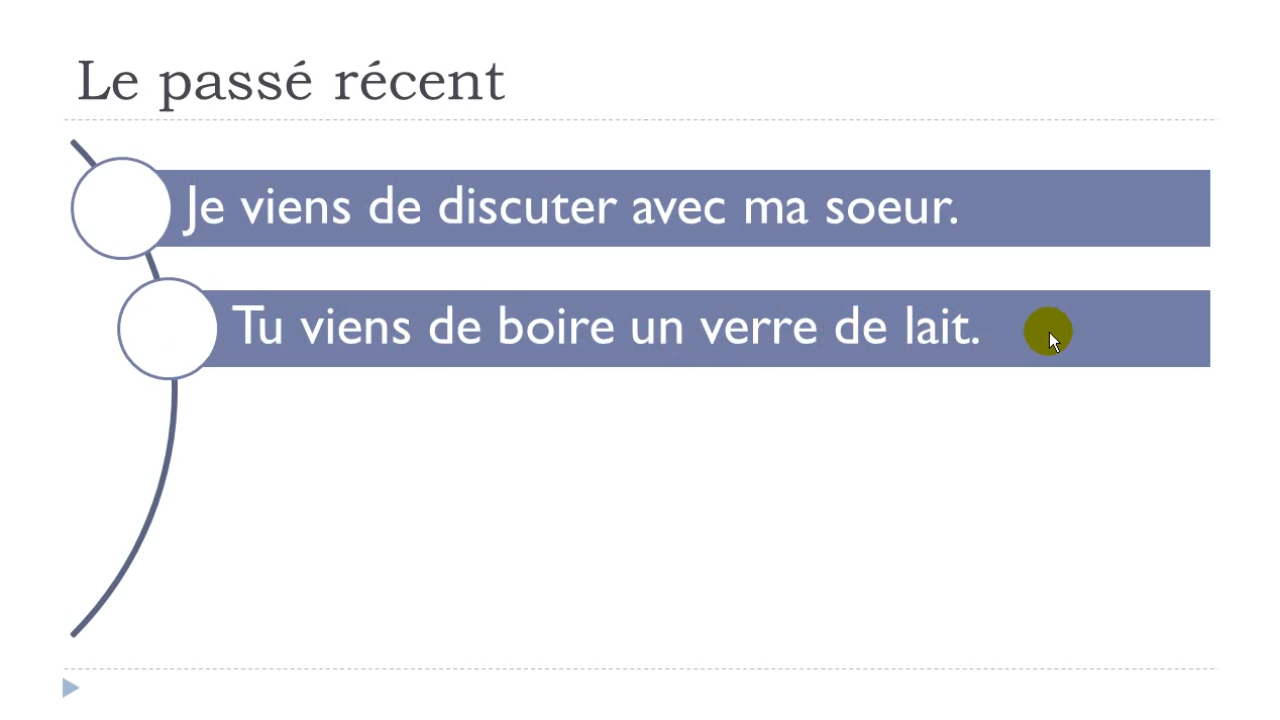 Le passé récent
Je viens de discuter avec ma soeur.
Tu viens de boire un verre de lait.